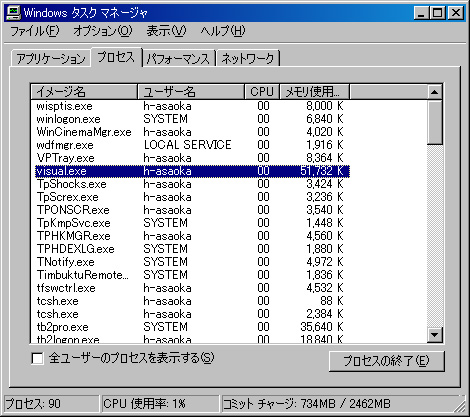 Windows タスク マネージャ
ファイル(F) オプション(O) 表示(V) ヘルプ(H)
アプリケーション プロセス パフォーマンス ネットワーク
イメージ名 ユーザー名 CPU メモリ使用...
wisptis.exe h-asaoka 00 8,000 K
winlogon.exe SYSTEM 00 6,840 K
WinCinemaMgr.exe h-asaoka 00 4,020 K
wdfmgr.exe LOCAL SERVICE 00 1,916 K
VPTray.exe h-asaoka 00 8,364 K
visual.exe h-asaoka 00 51,732 K
TpShocks.exe h-asaoka 00 3,424 K
TpScrex.exe h-asaoka 00 3,236 K
TPONSCR.exe h-asaoka 00 3,540 K
TpKmpSvc.exe SYSTEM 00 1,448 K
TPHKMGR.exe h-asaoka 00 4,560 K
TPHDEXLG.exe SYSTEM 00 1,880 K
TNotify.exe SYSTEM 00 4,972 K
TimbuktuRemote... SYSTEM 00 1,836 K
tfswctrl.exe h-asaoka 00 4,532 K
tcsh.exe h-asaoka 00 88 K
tcsh.exe h-asaoka 00 2,384 K
tb2pro.exe SYSTEM 00 35,640 K
tb2logon.exe h-asaoka 00 18,840 K
全ユーザーのプロセスを表示する(S) プロセスの終了(E)
プロセス: 90 CPU 使用率: 1% コミット チャージ: 734MB / 2462MB